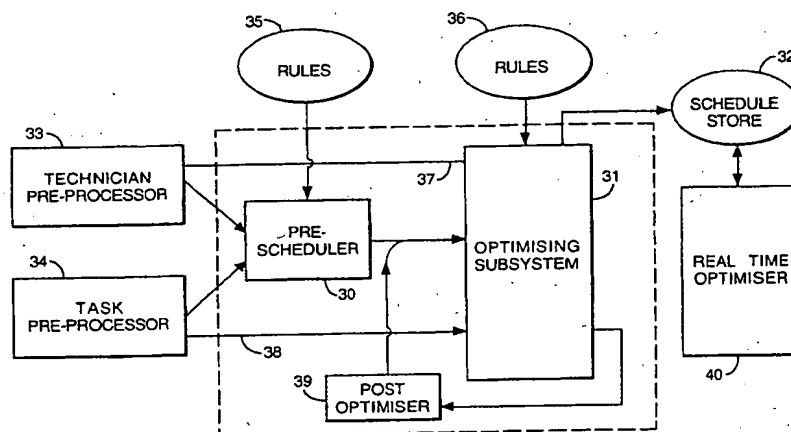 35
RULES
36
RULES
32
SCHEDULE
STORE
33
TECHNICIAN
PRE-PROCESSOR
37
31
PRE-
SCHEDULER
30
OPTIMISING
SUBSYSTEM
REAL TIME
OPTIMISER
40
34
TASK
PRE-PROCESSOR
38
39
POST
OPTIMISER